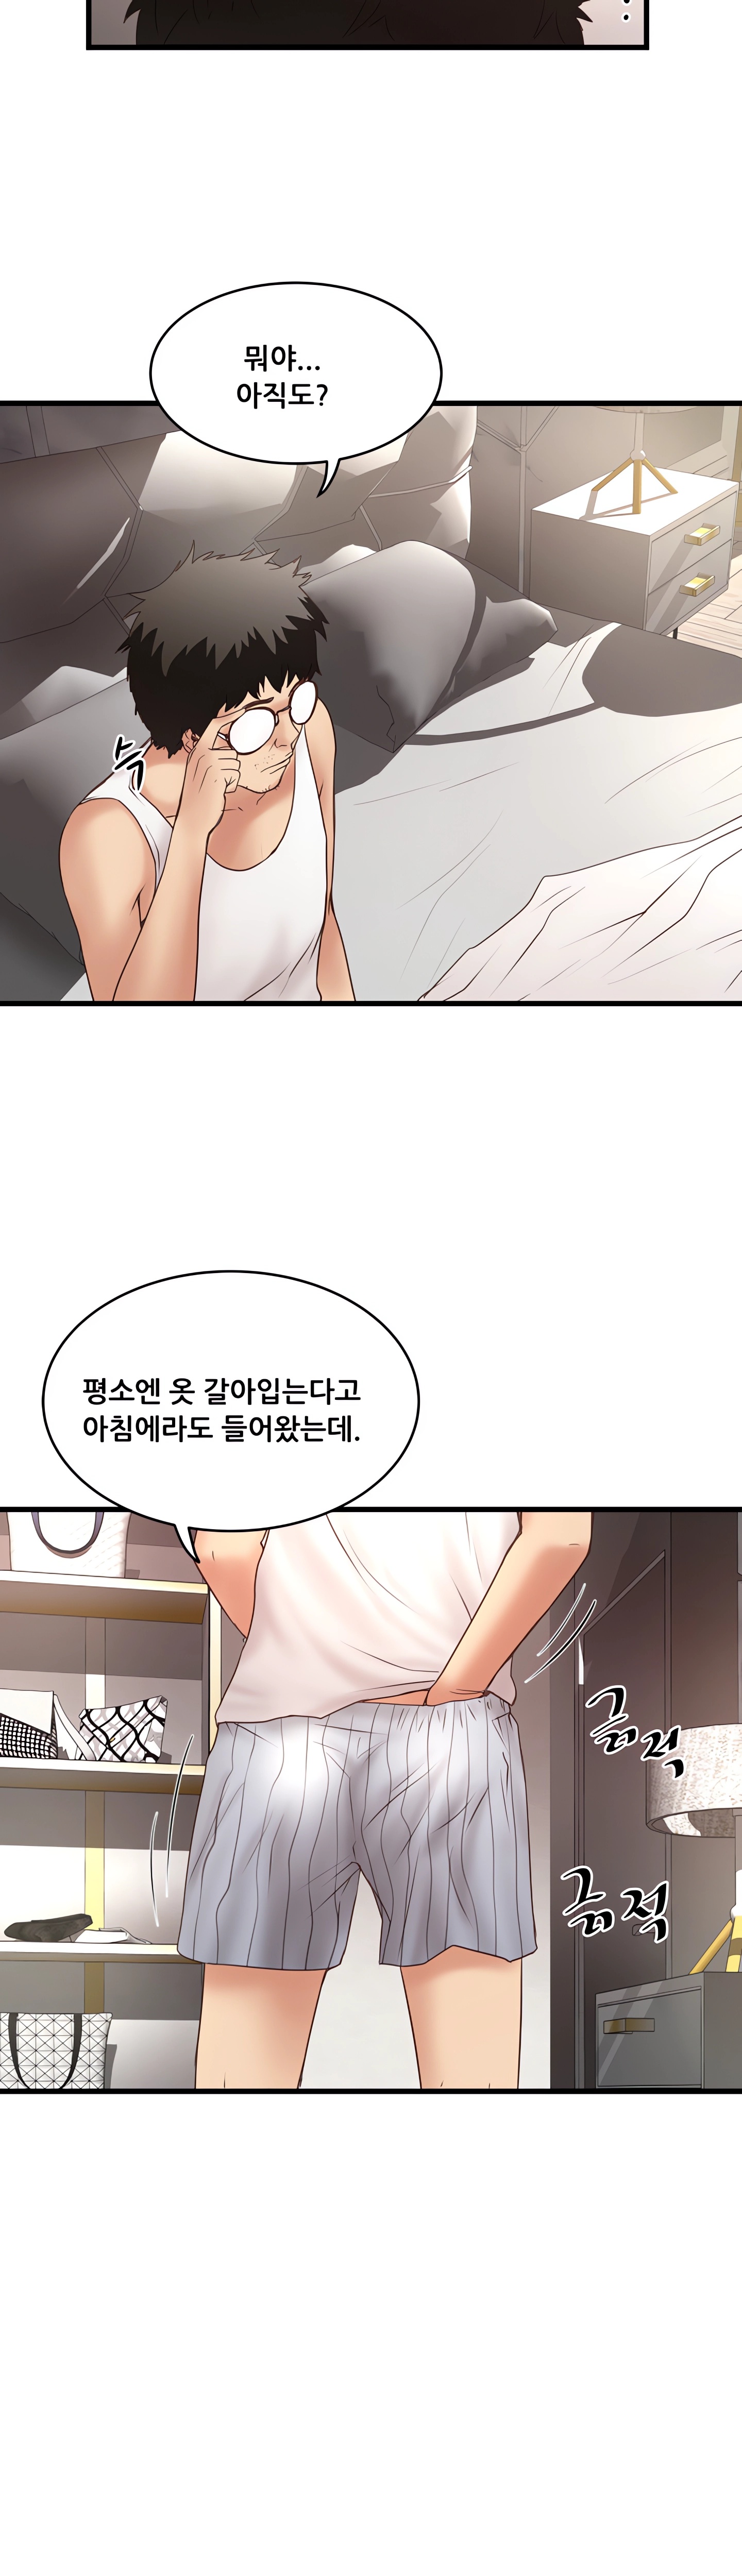 뭐야...
아직도?
슥
평소엔 옷 갈아입는다고
아침에라도 들어왔는데.
긁적
긁적